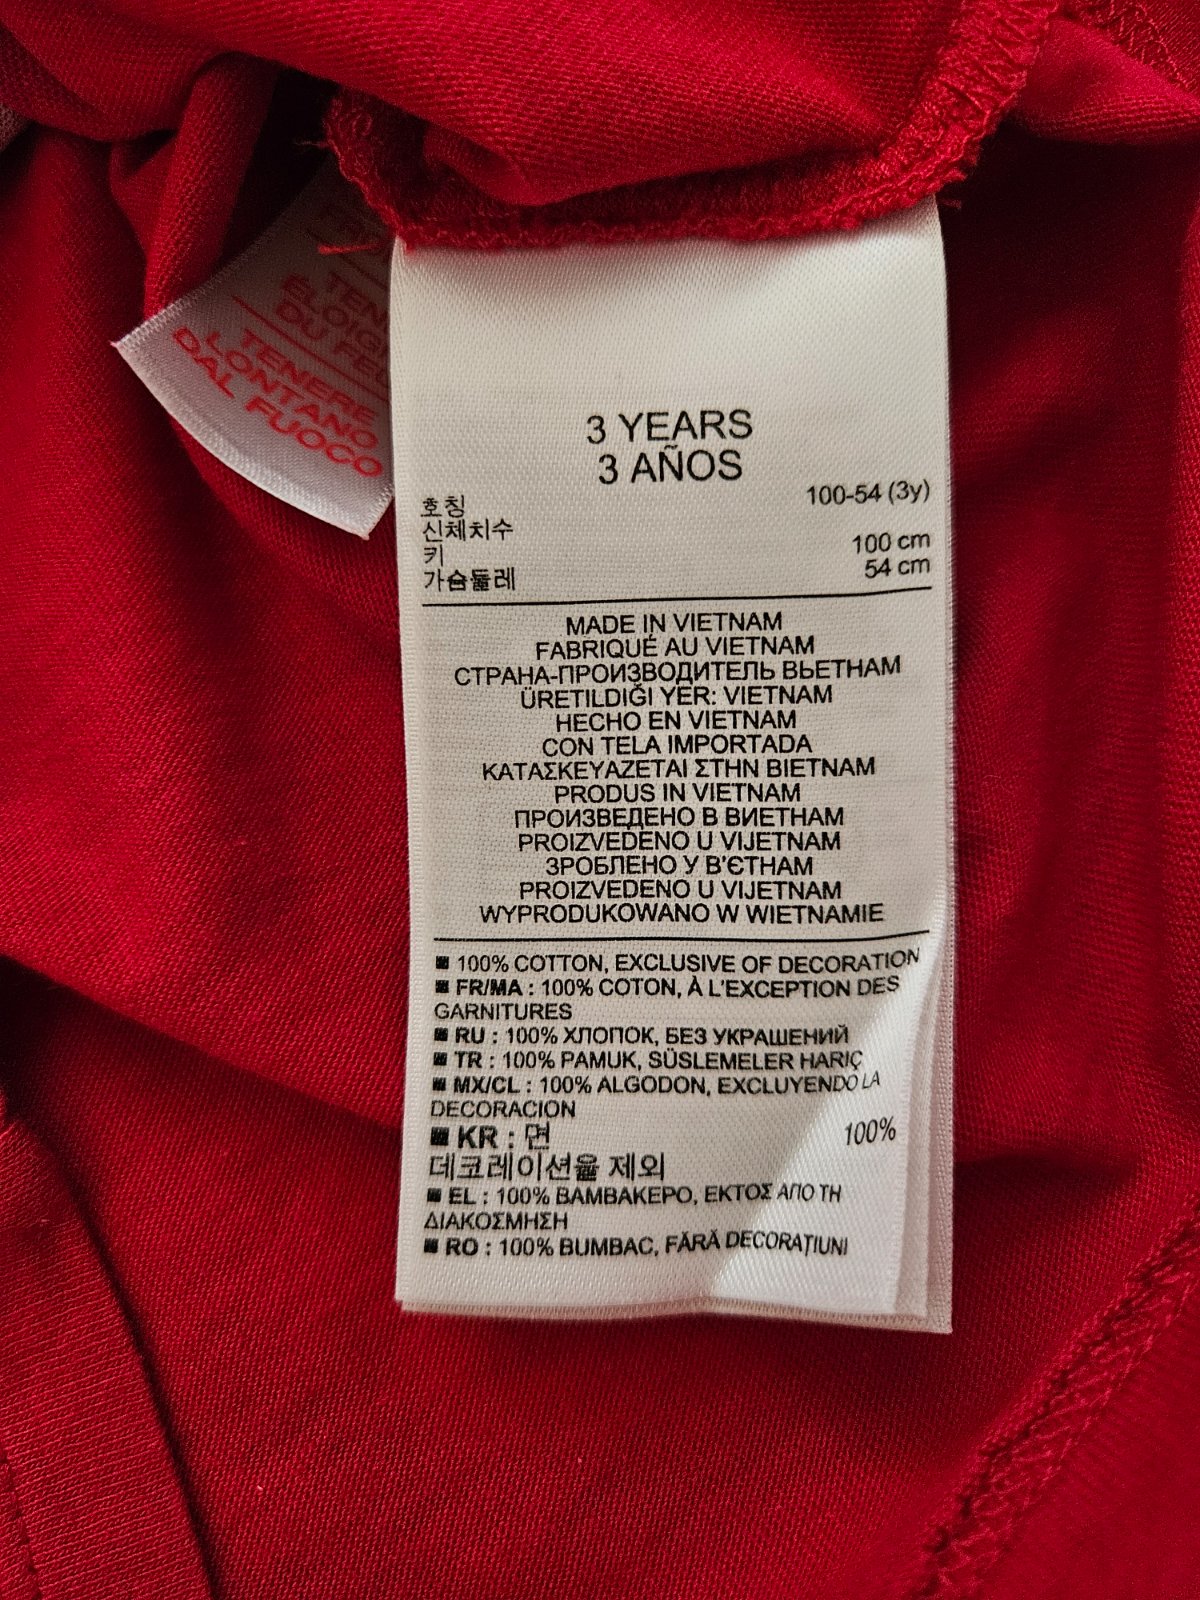 TEN
ÉLOIG
DU FEU
TENERE
LONTANO
DAL FUOCO
3 YEARS
3 AÑOS
호칭 100-54 (3y)
신체치수
키 100 cm
가슴둘레 54 cm
MADE IN VIETNAM
FABRIQUÉ AU VIETNAM
СТРАНА-ПРОИЗВОДИТЕЛЬ ВЬЕТНАМ
ÜRETILDIĞI YER: VIETNAM
HECHO EN VIETNAM
CON TELA IMPORTADA
ΚΑΤΑΣΚΕΥΑΖΕΤΑΙ ΣΤΗΝ ΒΙΕΤΝΑΜ
PRODUS IN VIETNAM
ПРОИЗВЕДЕНО В ВИЕТНАМ
PROIZVEDENO U VIJETNAM
ЗРОБЛЕНО У В'ЄТНАМ
PROIZVEDENO U VIJETNAM
WYPRODUKOWANO W WIETNAMIE
■ 100% COTTON, EXCLUSIVE OF DECORATION
■ FR/MA : 100% COTON, À L'EXCEPTION DES
GARNITURES
■ RU : 100% ХЛОПОК, БЕЗ УКРАШЕНИЙ
■ TR : 100% PAMUK, SÜSLEMELER HARIÇ
■ MX/CL : 100% ALGODON, EXCLUYENDO LA
DECORACION
■ KR : 면 100%
데코레이션을 제외
■ EL : 100% ΒΑΜΒΑΚΕΡΟ, ΕΚΤΟΣ ΑΠΟ ΤΗ
ΔΙΑΚΟΣΜΗΣΗ
■ RO : 100% BUMBAC, FĂRĂ DECORAȚIUNI